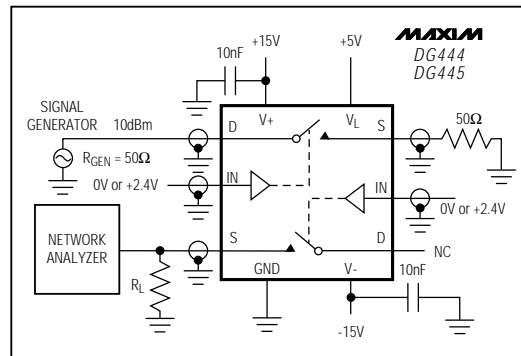 +15V
+5V
MAXIM
DG444
DG445
10nF
SIGNAL
GENERATOR
10dBm
D
V+
VL
S
50Ω
RGEN = 50Ω
IN
IN
0V or +2.4V
0V or +2.4V
NETWORK
ANALYZER
S
D
NC
RL
GND
V-
10nF
-15V